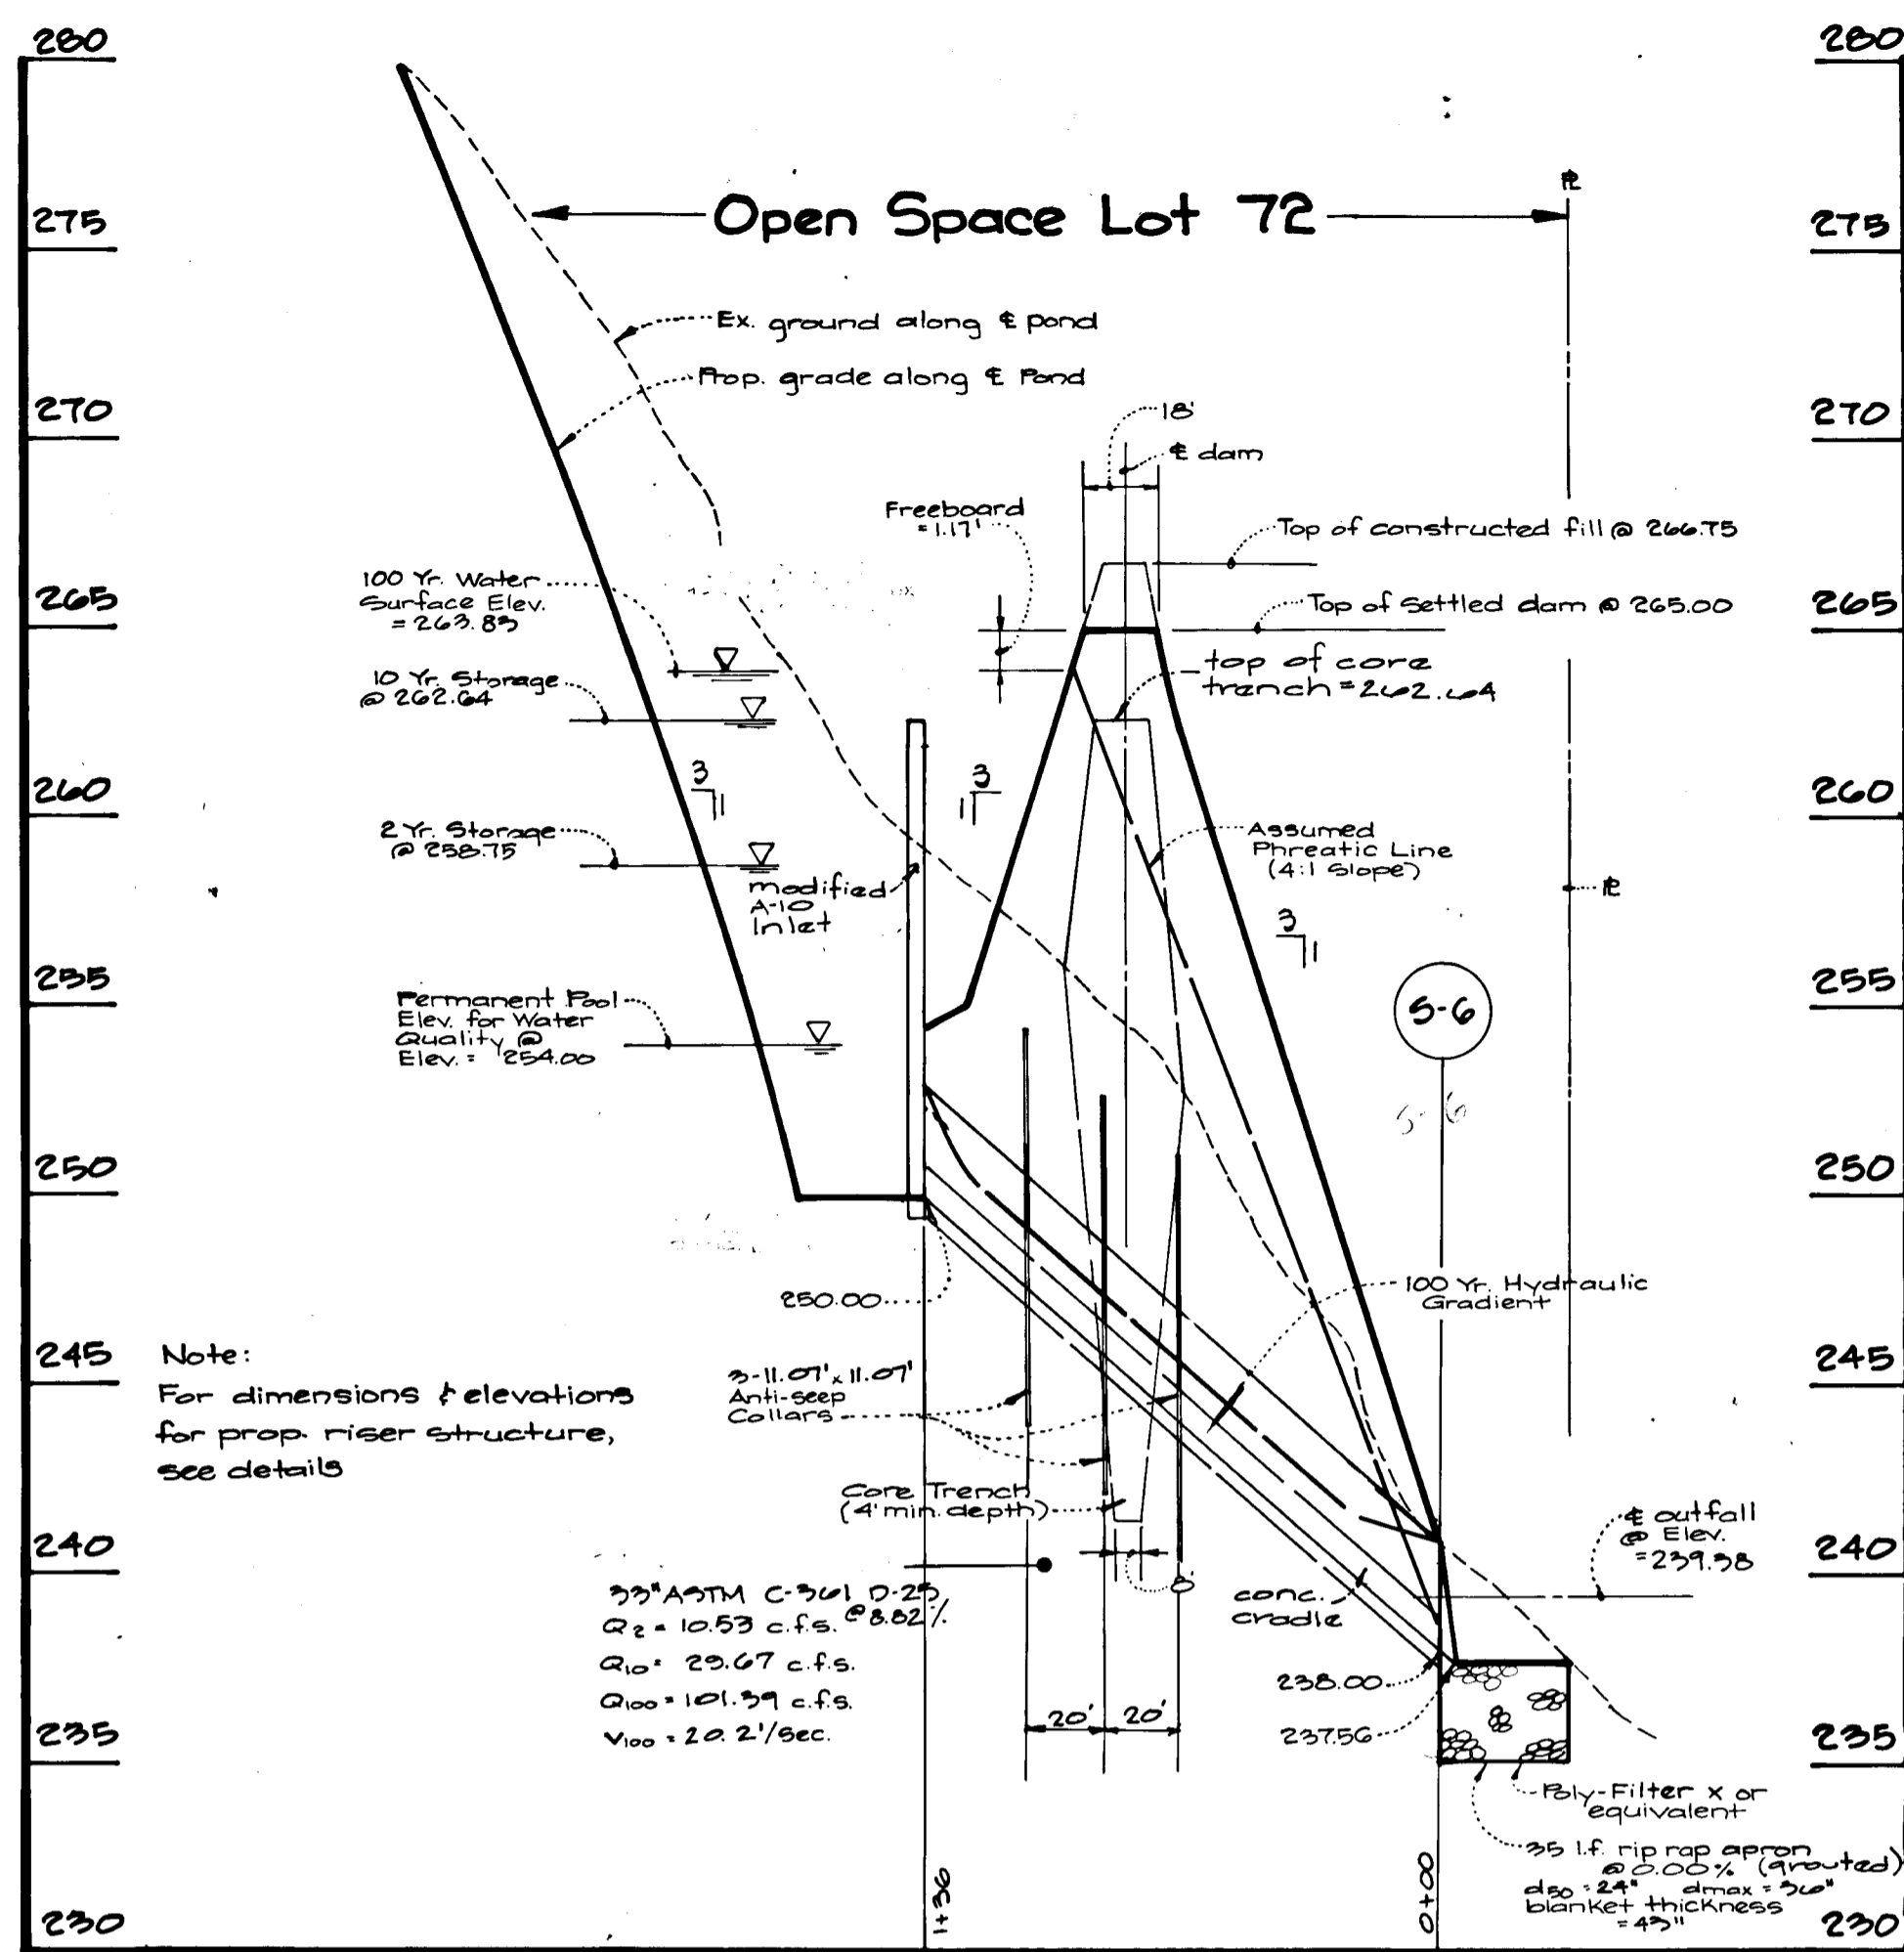 280
280
275
275
270
270
265
265
260
260
255
255
250
250
245
245
240
240
235
235
230
230
Open Space Lot 72
℄
Ex. ground along ℄ pond
Prop. grade along ℄ Pond
18'
℄ dam
Freeboard
=1.17'
Top of constructed fill @ 266.75
100 Yr. Water
Surface Elev.
= 263.83
Top of Settled dam @ 265.00
top of core
trench = 262.64
10 Yr. Storage
@ 262.64
3
1
3
1
2 Yr. Storage
@ 258.75
Assumed
Phreatic Line
(4:1 Slope)
modified
A-10
Inlet
3
1
Permanent Pool
Elev. for Water
Quality @
Elev. = 254.00
S-6
S-6
250.00
100 Yr. Hydraulic
Gradient
Note:
For dimensions & elevations
for prop. riser structure,
see details
3-11.07' x 11.07'
Anti-seep
Collars
Core Trench
(4' min. depth)
8'
℄ outfall
@ Elev.
=239.38
33" ASTM C-361 D-25
@ 8.82%
Q2 = 10.53 c.f.s.
Q10 = 29.67 c.f.s.
Q100 = 101.39 c.f.s.
V100 = 20.2'/sec.
conc.
cradle
238.00
237.56
20'
20'
Poly-Filter X or
equivalent
35 l.f. rip rap apron
@ 0.00% (grouted)
d50 = 24" dmax = 36"
blanket thickness
= 43"
1+36
0+00